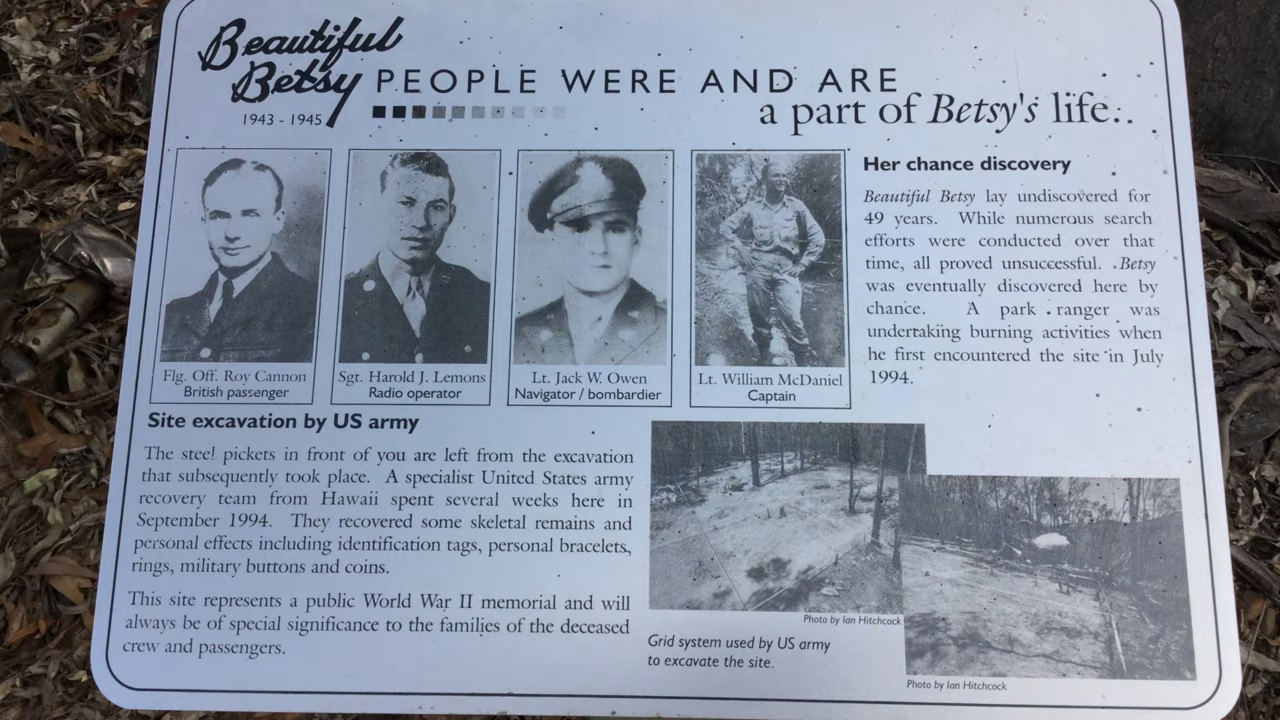 Beautiful
Betsy PEOPLE WERE AND ARE
1943 - 1945
a part of Betsy's life..
Flg. Off. Roy Cannon
British passenger
Sgt. Harold J. Lemons
Radio operator
Lt. Jack W. Owen
Navigator / bombardier
Lt. William McDaniel
Captain
Her chance discovery
Beautiful Betsy lay undiscovered for
49 years. While numerous search
efforts were conducted over that
time, all proved unsuccessful. Betsy
was eventually discovered here by
chance. A park ranger was
undertaking burning activities when
he first encountered the site in July
1994.
Site excavation by US army
The steel pickets in front of you are left from the excavation
that subsequently took place. A specialist United States army
recovery team from Hawaii spent several weeks here in
September 1994. They recovered some skeletal remains and
personal effects including identification tags, personal bracelets,
rings, military buttons and coins.
This site represents a public World War II memorial and will
always be of special significance to the families of the deceased
crew and passengers.
Photo by Ian Hitchcock
Grid system used by US army
to excavate the site.
Photo by Ian Hitchcock